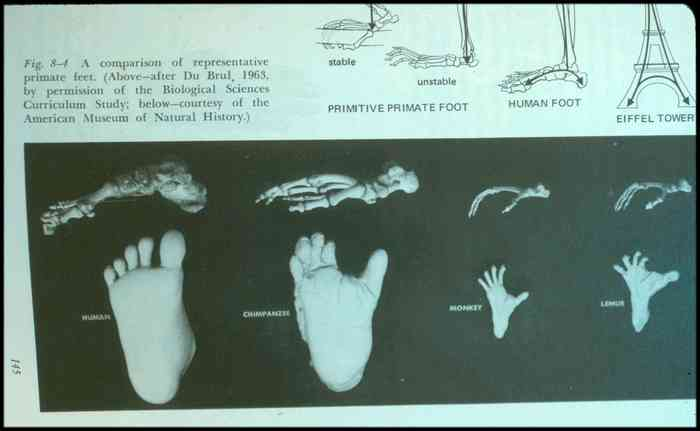 Fig. 8–4 A comparison of representative
primate feet. (Above—after Du Brul, 1963,
by permission of the Biological Sciences
Curriculum Study; below—courtesy of the
American Museum of Natural History.)
stable
unstable
PRIMITIVE PRIMATE FOOT
HUMAN FOOT
EIFFEL TOWER
HUMAN
CHIMPANZEE
MONKEY
LEMUR
145